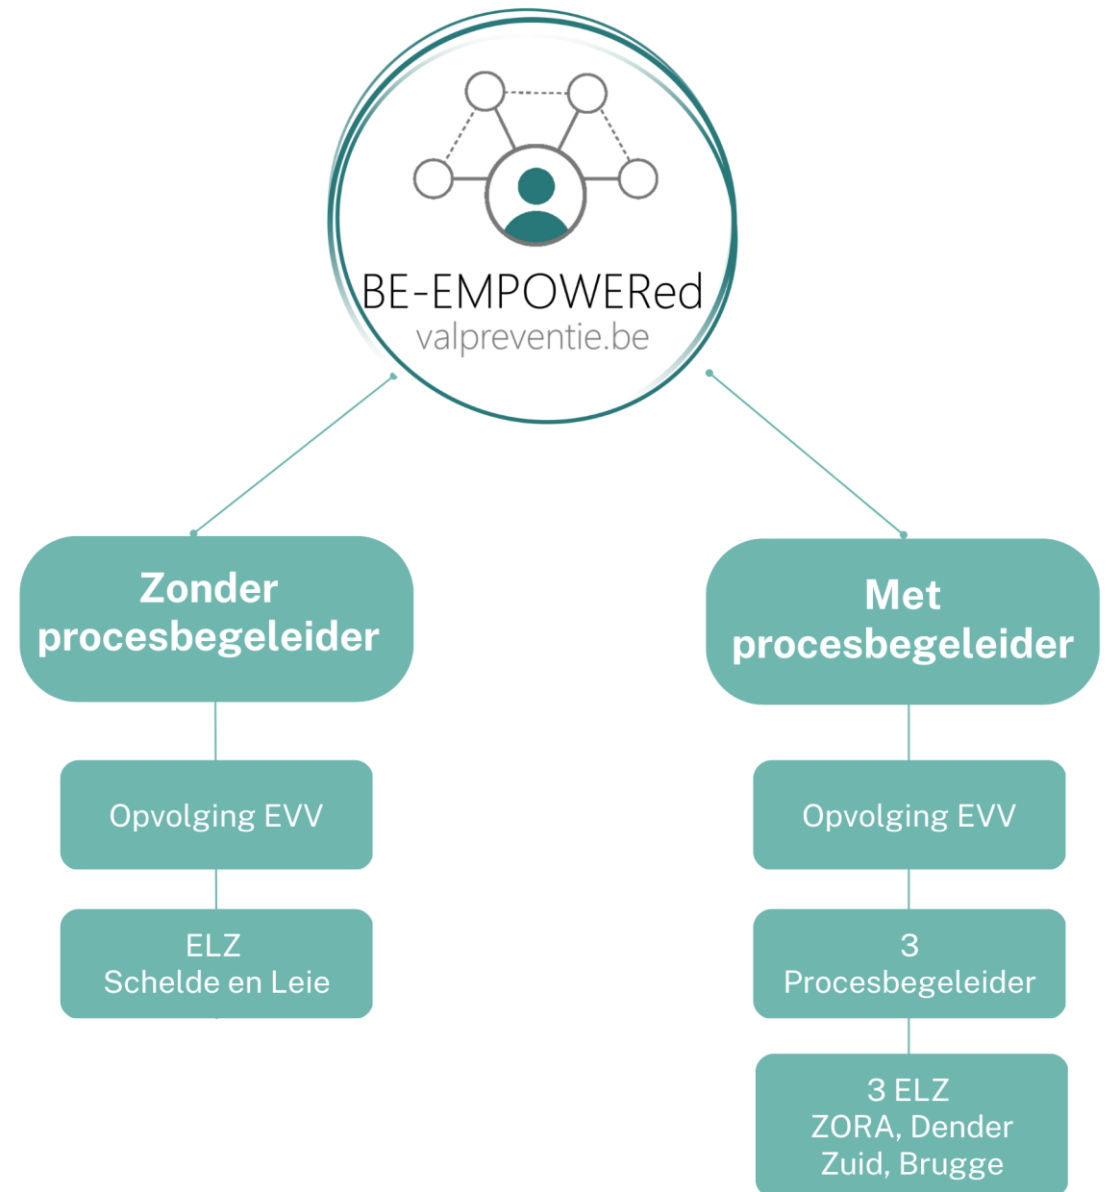 BE-EMPOWERed
valpreventie.be
Zonder
procesbegeleider
Opvolging EVV
ELZ
Schelde en Leie
Met
procesbegeleider
Opvolging EVV
3
Procesbegeleider
3 ELZ
ZORA, Dender
Zuid, Brugge